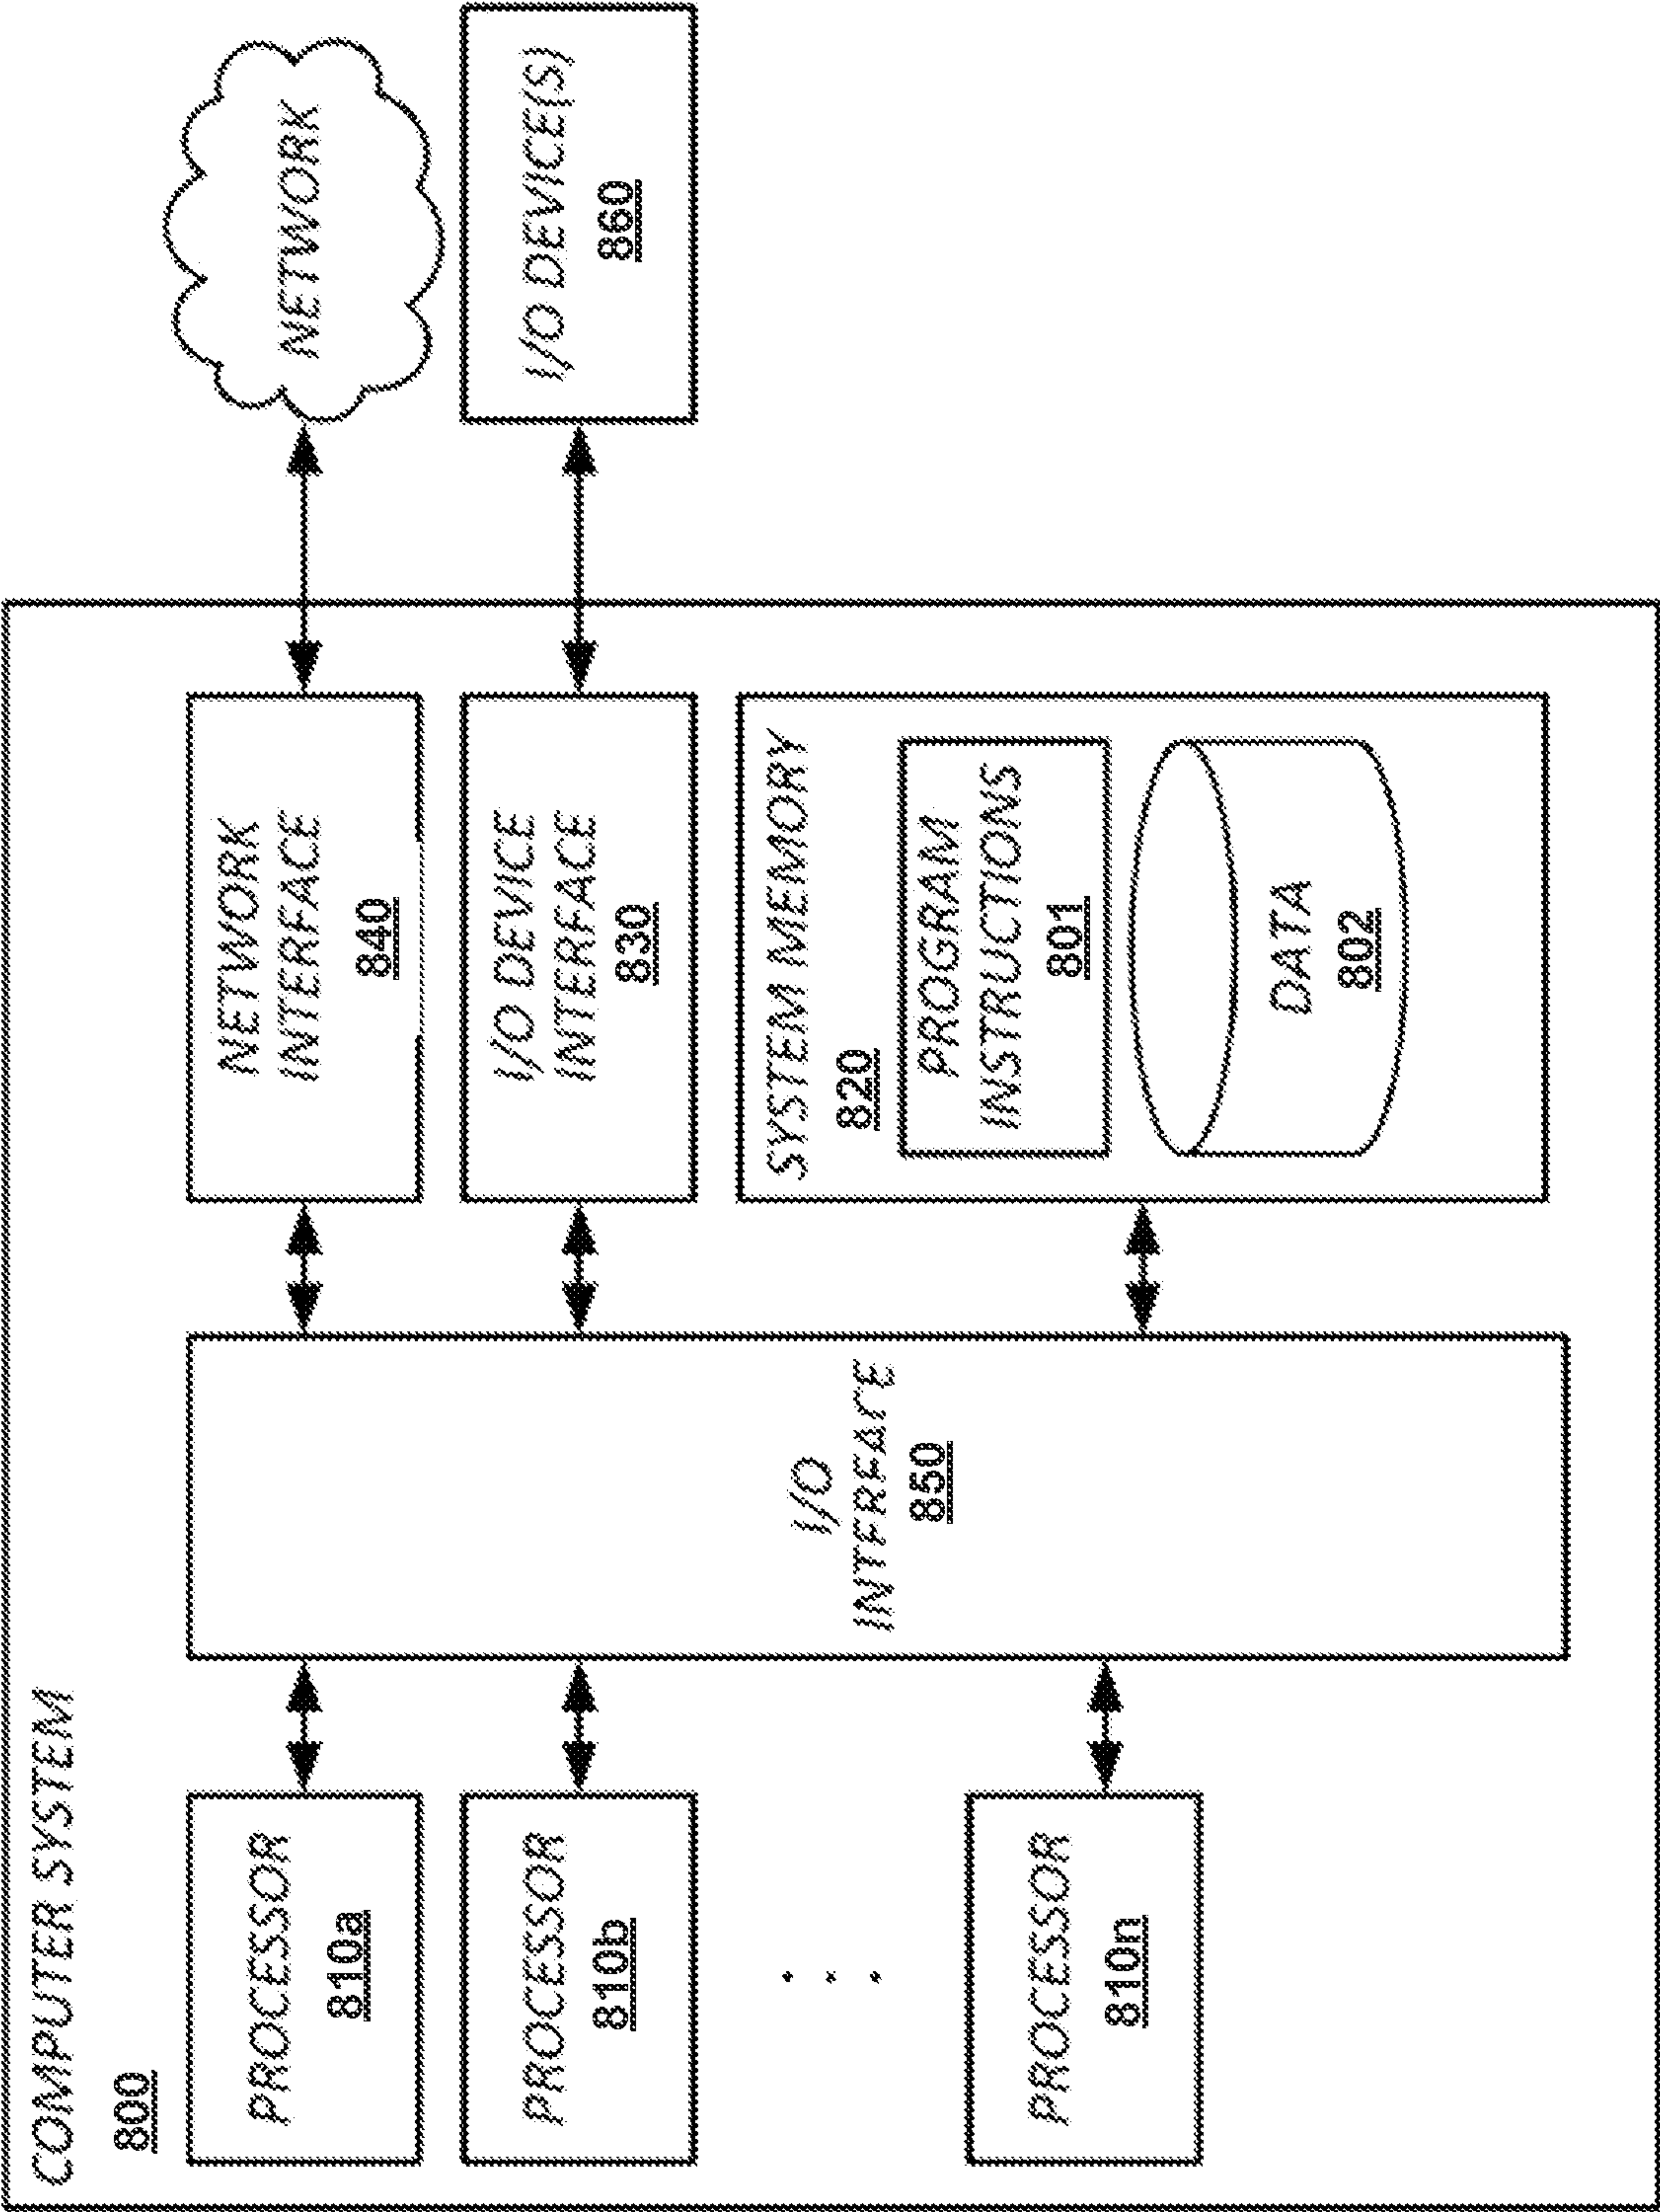 COMPUTER SYSTEM
800
PROCESSOR
810a
PROCESSOR
810b
. . .
PROCESSOR
810n
I/O
INTERFACE
850
NETWORK
INTERFACE
840
I/O DEVICE
INTERFACE
830
SYSTEM MEMORY
820
PROGRAM
INSTRUCTIONS
801
DATA
802
NETWORK
I/O DEVICE(S)
860